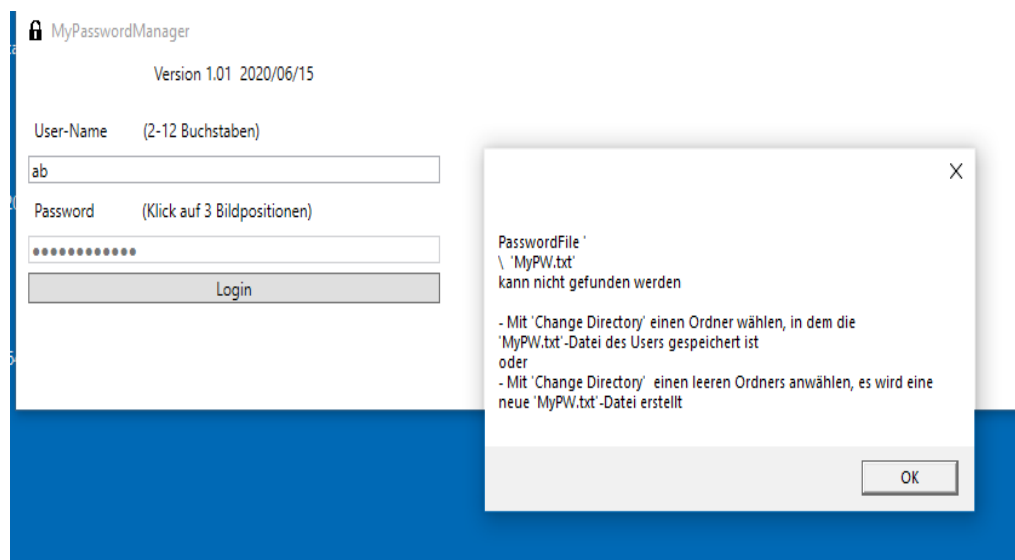 MyPasswordManager
Version 1.01 2020/06/15
User-Name (2-12 Buchstaben)
ab
Password (Klick auf 3 Bildpositionen)
●●●●●●●●●●●●
Login
PasswordFile '
\ 'MyPW.txt'
kann nicht gefunden werden
- Mit 'Change Directory' einen Ordner wählen, in dem die
'MyPW.txt'-Datei des Users gespeichert ist
oder
- Mit 'Change Directory' einen leeren Ordners anwählen, es wird eine
neue 'MyPW.txt'-Datei erstellt
OK